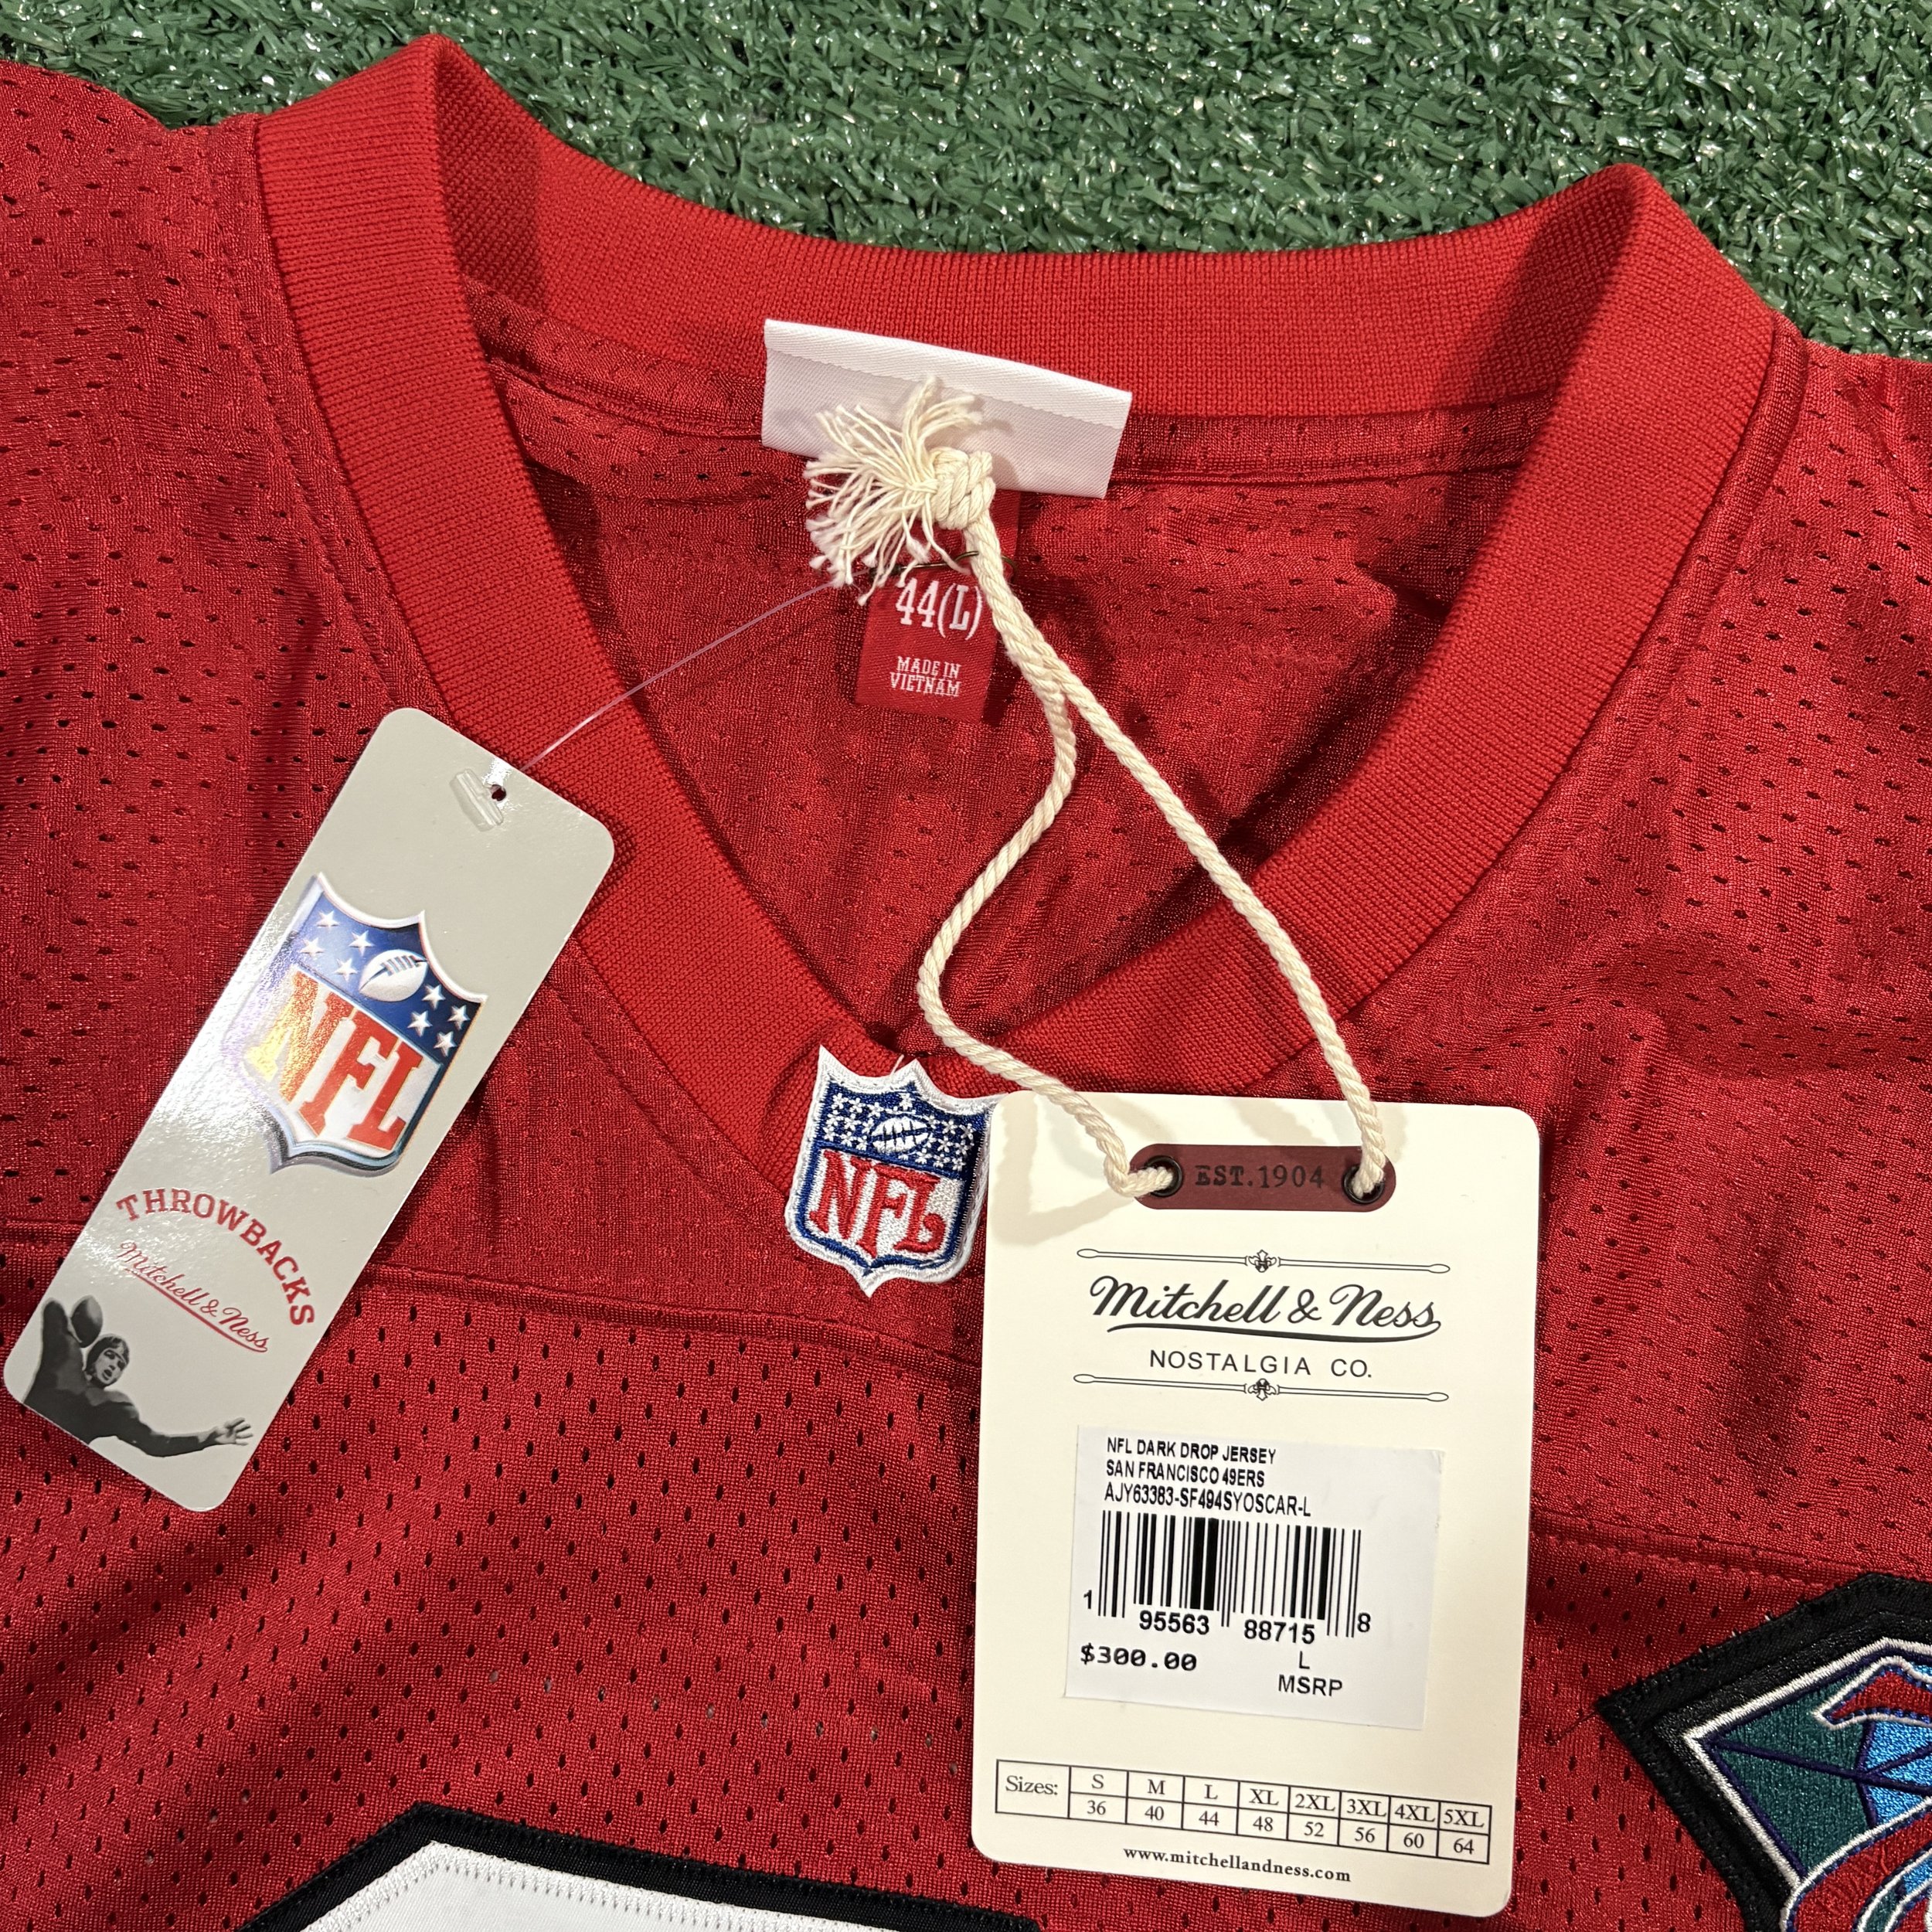 44(L)
MADE IN
VIETNAM
NFL
THROWBACKS
Mitchell & Ness
NFL
EST.1904
Mitchell & Ness
NOSTALGIA CO.
NFL DARK DROP JERSEY
SAN FRANCISCO 49ERS
AJY63383-SF494SYOSCAR-L
1 95563 88715 8
$300.00 L
MSRP
Sizes: S M L XL 2XL 3XL 4XL 5XL
36 40 44 48 52 56 60 64
www.mitchellandness.com